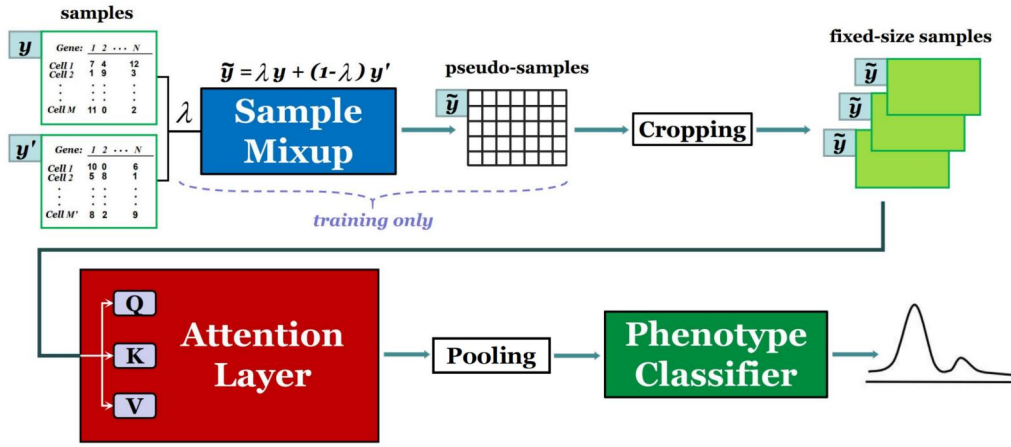 samples
y
Gene: 1 2 ... N
Cell 1 7 4 12
Cell 2 1 9 3
Cell M 11 0 2
y'
Gene: 1 2 ... N
Cell 1 10 0 6
Cell 2 5 8 1
Cell M' 8 2 9
λ
ỹ = λ y + (1-λ) y'
Sample
Mixup
training only
pseudo-samples
ỹ
Cropping
fixed-size samples
ỹ
ỹ
ỹ
Q
K
V
Attention
Layer
Pooling
Phenotype
Classifier